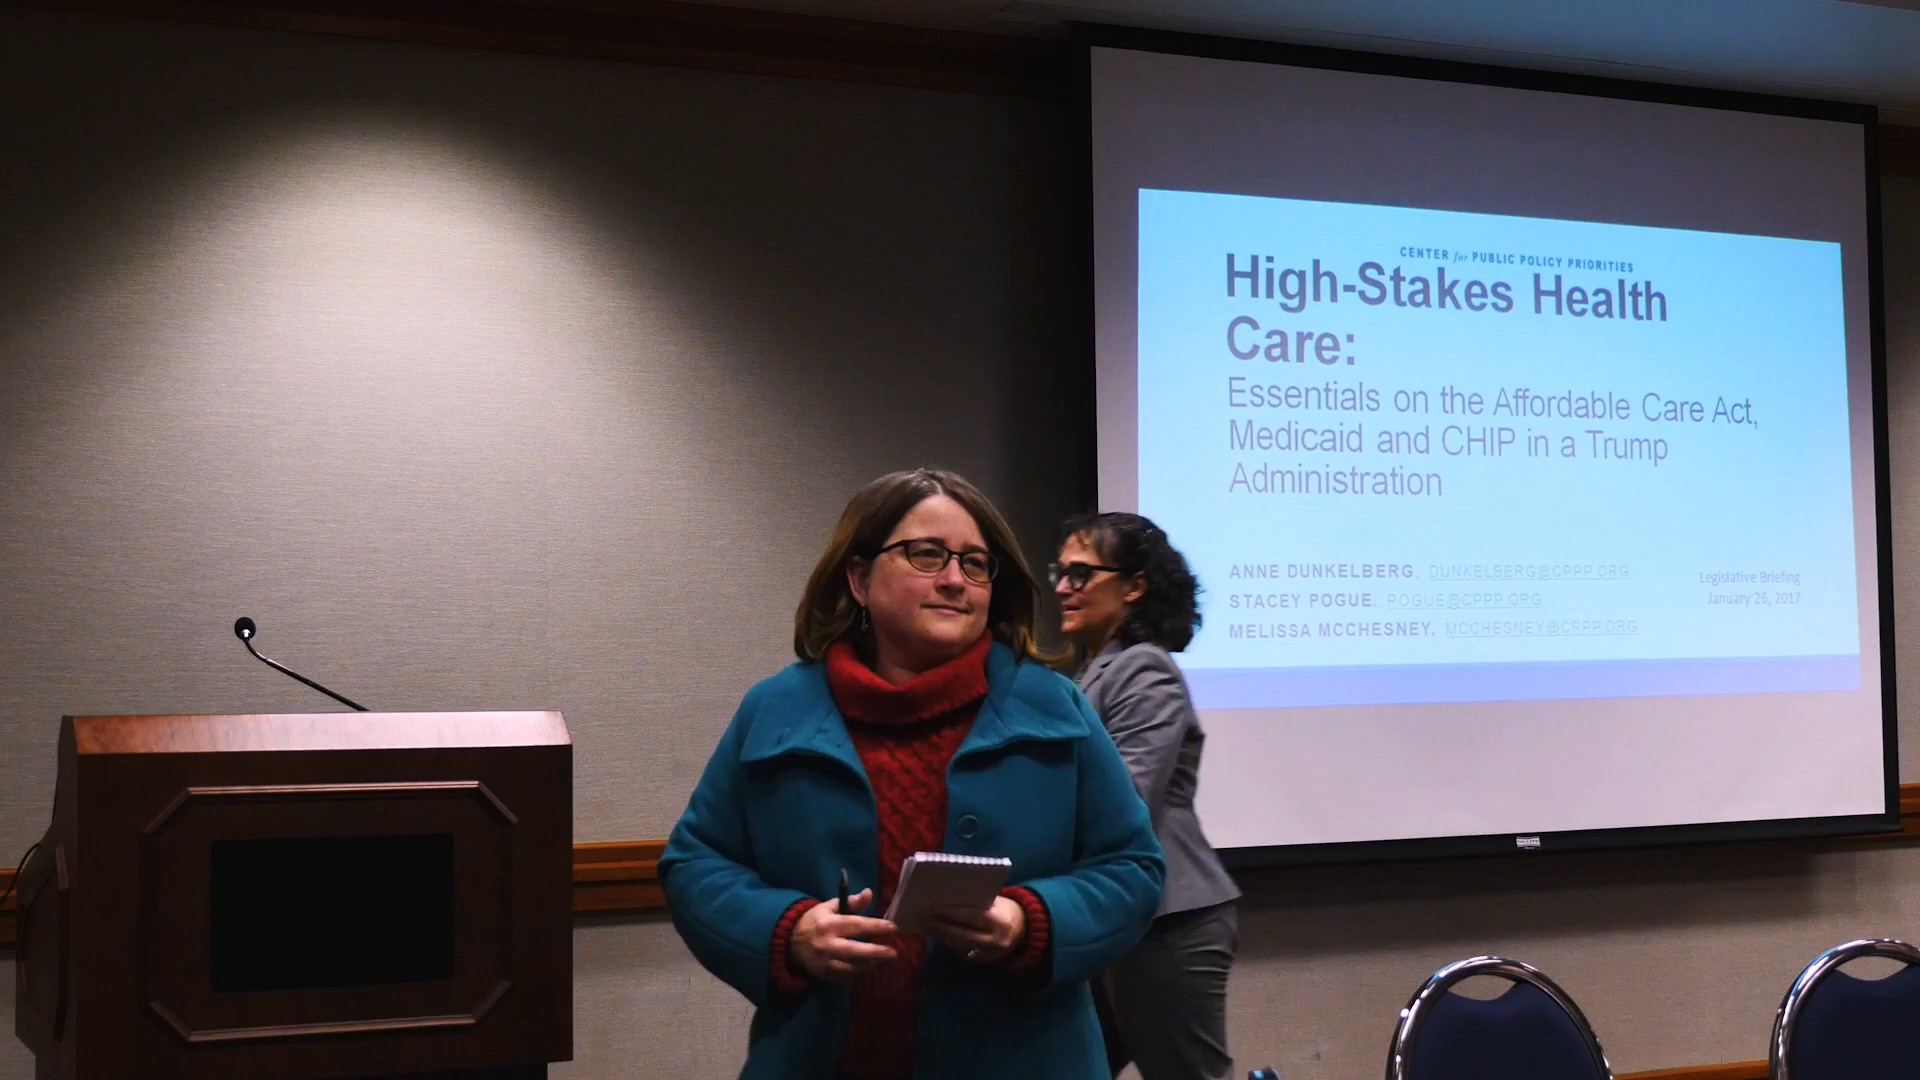 CENTER for PUBLIC POLICY PRIORITIES
High-Stakes Health
Care:
Essentials on the Affordable Care Act,
Medicaid and CHIP in a Trump
Administration
ANNE DUNKELBERG, DUNKELBERG@CPPP.ORG
STACEY POGUE, POGUE@CPPP.ORG
MELISSA MCCHESNEY, MCCHESNEY@CPPP.ORG
Legislative Briefing
January 26, 2017